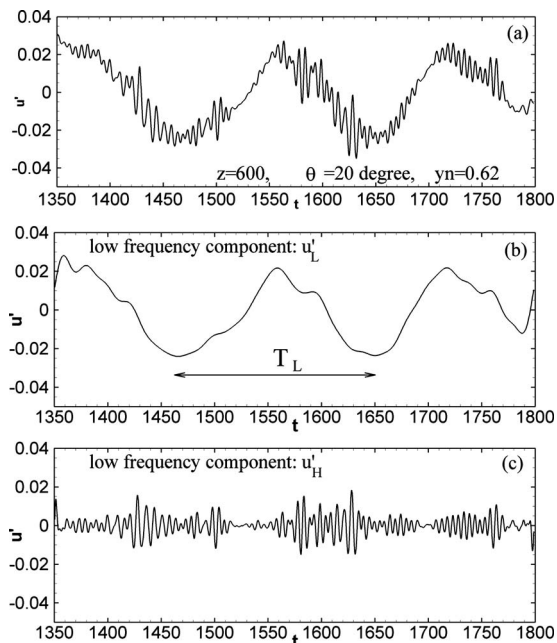 0.04
(a)
0.02
0
u'
-0.02
z=600, θ =20 degree, yn=0.62
-0.04
1350 1400 1450 1500 1550 1600 1650 1700 1750 1800
t
0.04
low frequency component: u'L
(b)
0.02
0
u'
-0.02
TL
-0.04
1350 1400 1450 1500 1550 1600 1650 1700 1750 1800
t
0.04
low frequency component: u'H
(c)
0.02
0
u'
-0.02
-0.04
1350 1400 1450 1500 1550 1600 1650 1700 1750 1800
t